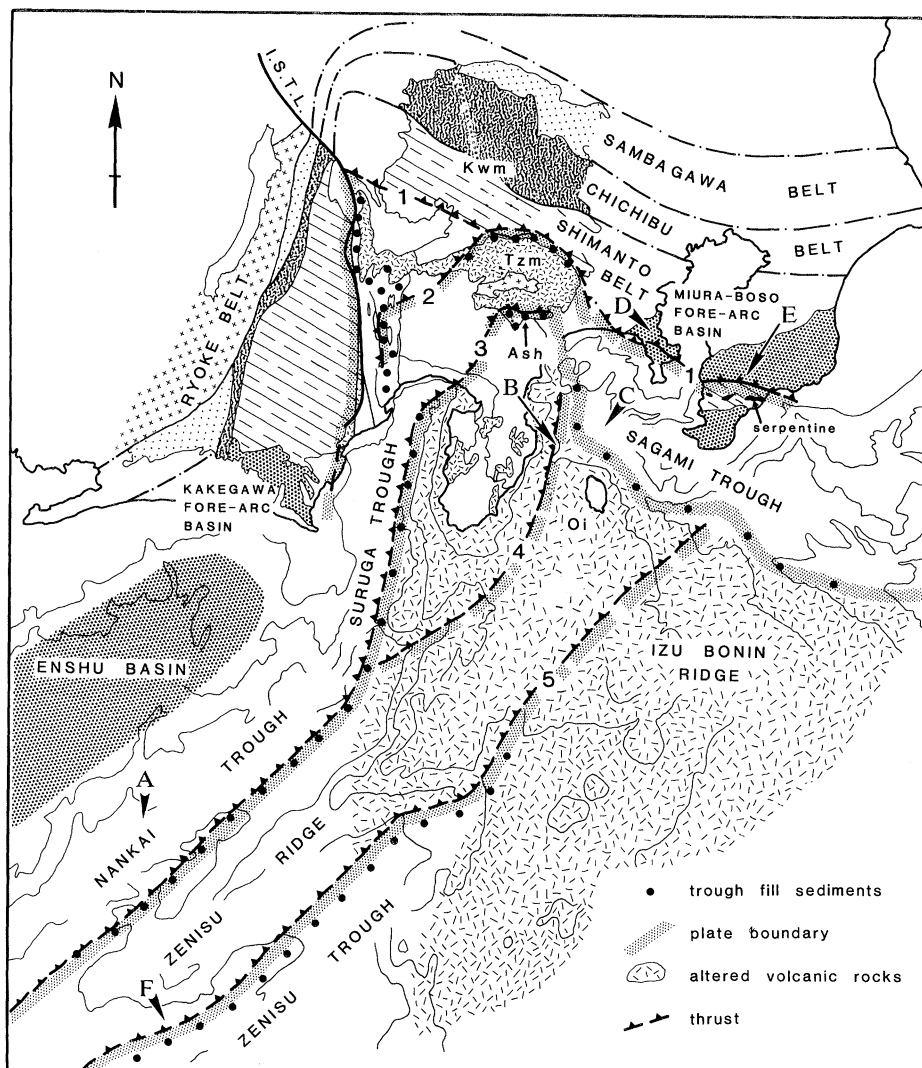 N
I.S.T.L.
SAMBAGAWA
BELT
CHICHIBU
BELT
SHIMANTO
BELT
Kwm
1
Tzm
2
RYOKE BELT
D
MIURA-BOSO
FORE-ARC
BASIN
E
1
3
Ash
B
C
serpentine
SAGAMI TROUGH
KAKEGAWA
FORE-ARC
BASIN
SURUGA TROUGH
Oi
4
ENSHU BASIN
IZU BONIN
RIDGE
5
A
NANKAI TROUGH
ZENISU RIDGE
F
ZENISU TROUGH
trough fill sediments
plate boundary
altered volcanic rocks
thrust